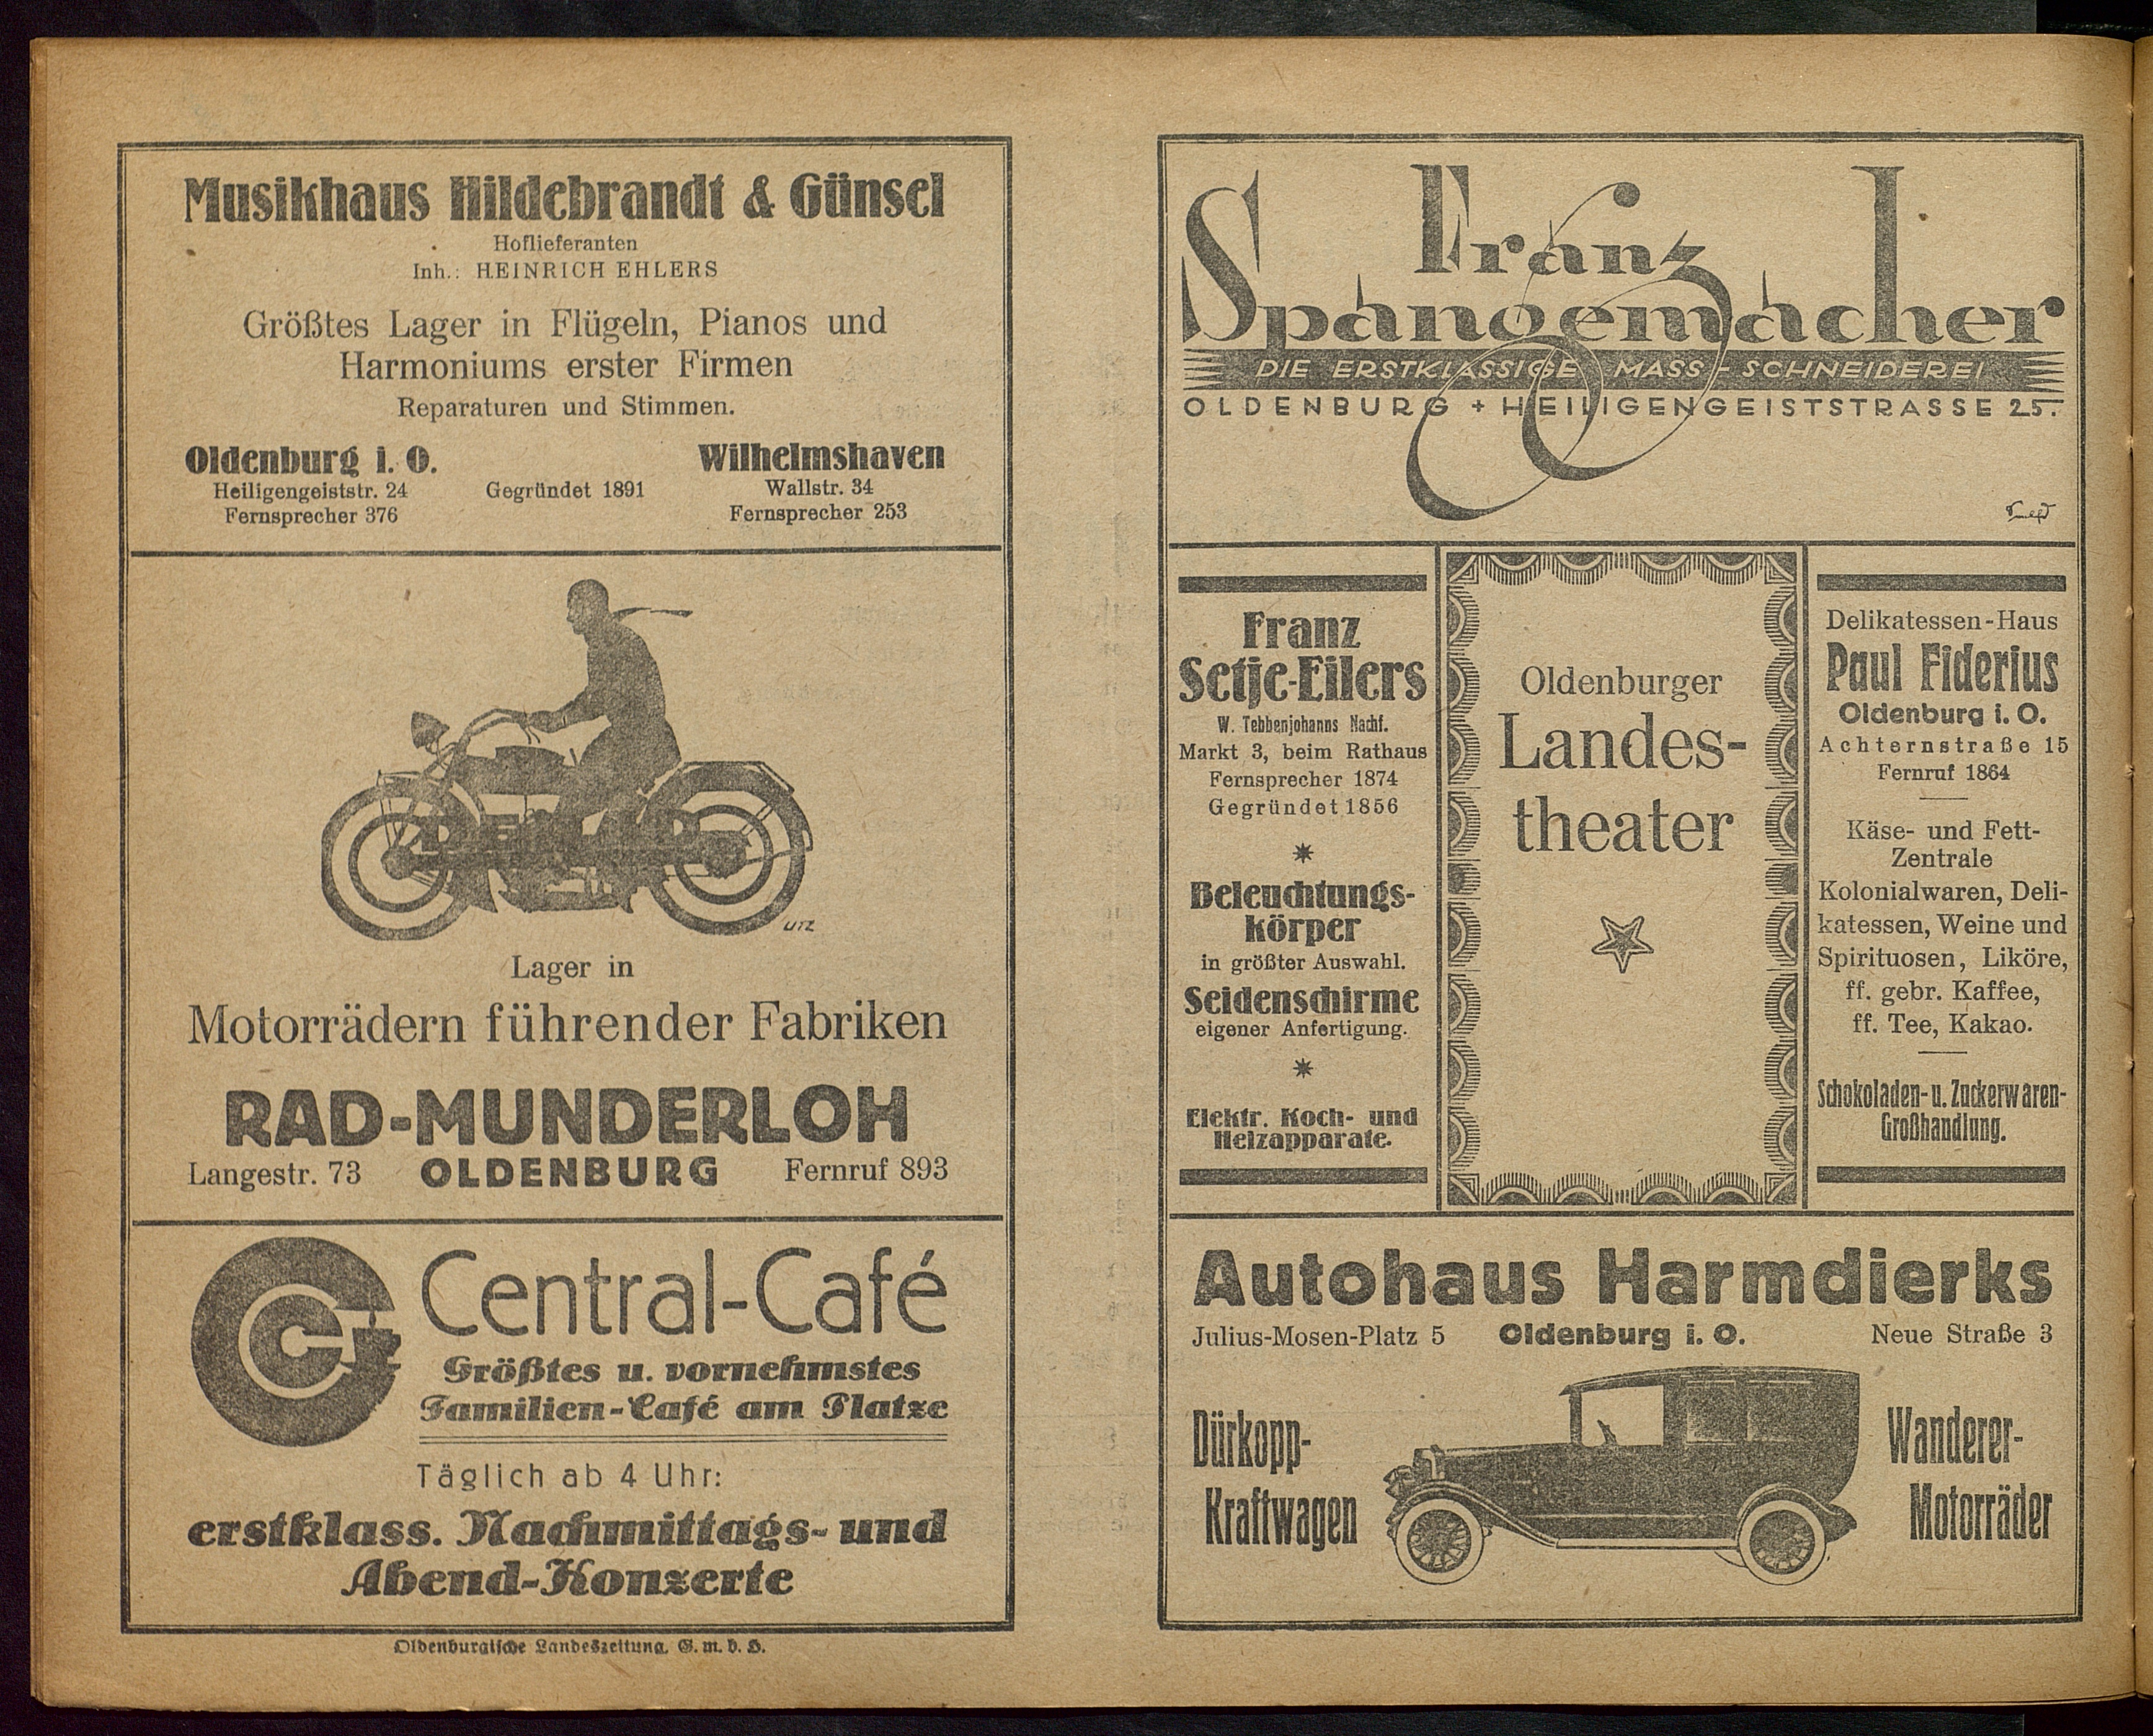 Musikhaus Hildebrandt & Günsel
Hoflieferanten
Inh.: HEINRICH EHLERS
Größtes Lager in Flügeln, Pianos und
Harmoniums erster Firmen
Reparaturen und Stimmen.
Oldenburg i. O.
Heiligengeiststr. 24
Fernsprecher 376
Gegründet 1891
Wilhelmshaven
Wallstr. 34
Fernsprecher 253
UTZ
Lager in
Motorrädern führender Fabriken
RAD-MUNDERLOH
Langestr. 73 OLDENBURG Fernruf 893
Central-Café
Größtes u. vornehmstes
Familien-Café am Platze
Täglich ab 4 Uhr:
erstklass. Nachmittags- und
Abend-Konzerte
Oldenburgische Landeszeitung, G. m. b. H.
Franz
Spangemacher
DIE ERSTKLASSIGE MASS-SCHNEIDEREI
OLDENBURG + HEILIGENGEISTSTRASSE 25.
Franz
Setje-Eilers
W. Tebbenjohanns Nachf.
Markt 3, beim Rathaus
Fernsprecher 1874
Gegründet 1856
Beleuchtungs-
körper
in größter Auswahl.
Seidenschirme
eigener Anfertigung.
Elektr. Koch- und
Heizapparate.
Oldenburger
Landes-
theater
Delikatessen-Haus
Paul Fiderius
Oldenburg i. O.
Achternstraße 15
Fernruf 1864
Käse- und Fett-
Zentrale
Kolonialwaren, Deli-
katessen, Weine und
Spirituosen, Liköre,
ff. gebr. Kaffee,
ff. Tee, Kakao.
Schokoladen- u. Zuckerwaren-
Großhandlung.
Autohaus Harmdierks
Julius-Mosen-Platz 5 Oldenburg i. O. Neue Straße 3
Dürkopp-
Kraftwagen
Wanderer-
Motorräder